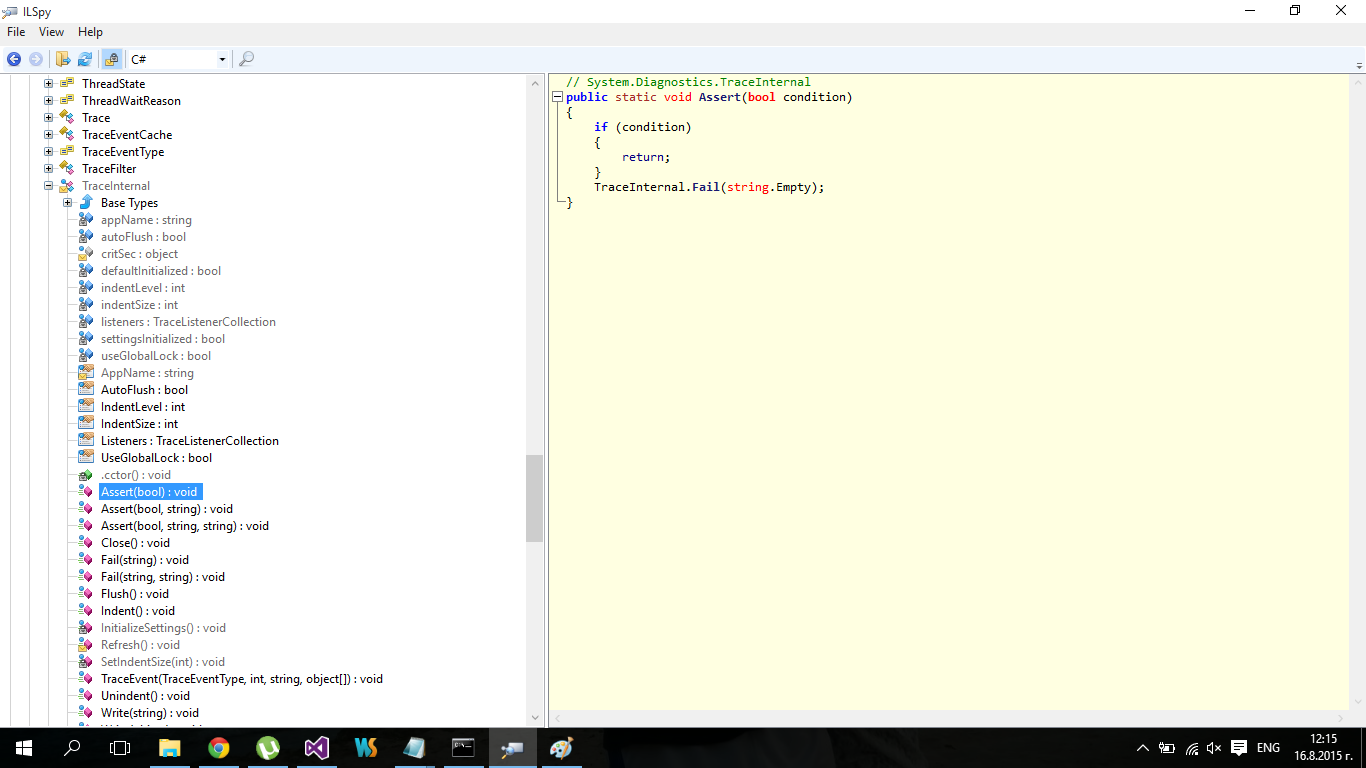 ILSpy
File View Help
C#
ThreadState
ThreadWaitReason
Trace
TraceEventCache
TraceEventType
TraceFilter
TraceInternal
Base Types
appName : string
autoFlush : bool
critSec : object
defaultInitialized : bool
indentLevel : int
indentSize : int
listeners : TraceListenerCollection
settingsInitialized : bool
useGlobalLock : bool
AppName : string
AutoFlush : bool
IndentLevel : int
IndentSize : int
Listeners : TraceListenerCollection
UseGlobalLock : bool
.cctor() : void
Assert(bool) : void
Assert(bool, string) : void
Assert(bool, string, string) : void
Close() : void
Fail(string) : void
Fail(string, string) : void
Flush() : void
Indent() : void
InitializeSettings() : void
Refresh() : void
SetIndentSize(int) : void
TraceEvent(TraceEventType, int, string, object[]) : void
Unindent() : void
Write(string) : void
// System.Diagnostics.TraceInternal
public static void Assert(bool condition)
{
    if (condition)
    {
        return;
    }
    TraceInternal.Fail(string.Empty);
}
ENG
12:15
16.8.2015 г.